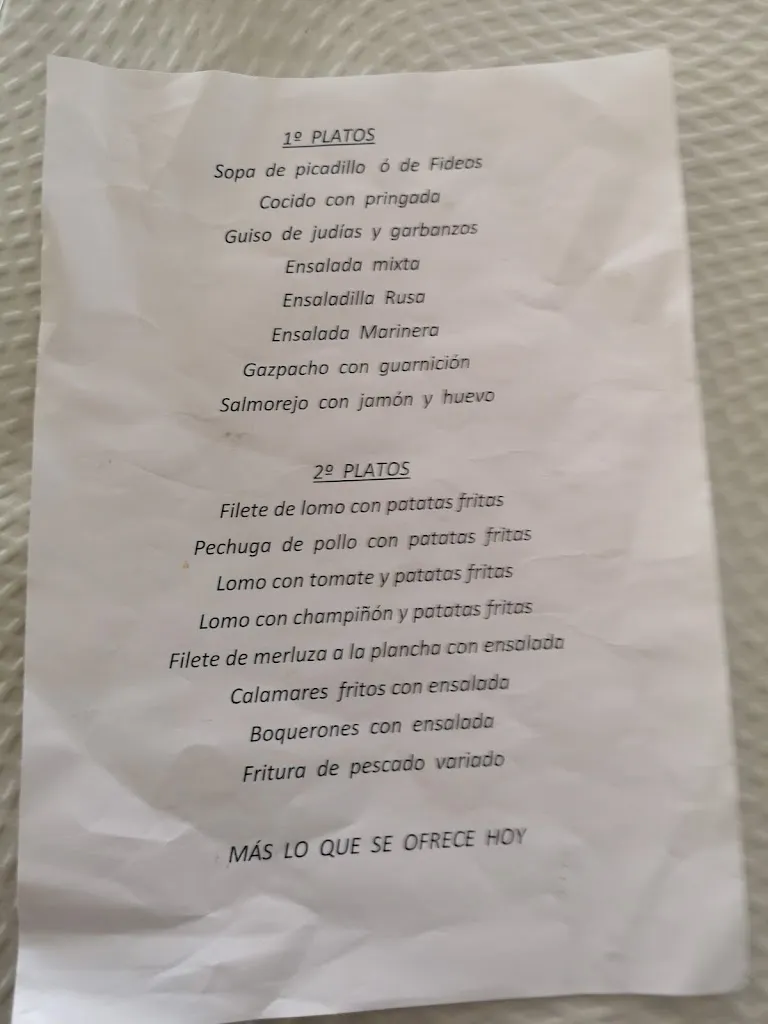 1º PLATOS
Sopa de picadillo ó de Fideos
Cocido con pringada
Guiso de judías y garbanzos
Ensalada mixta
Ensaladilla Rusa
Ensalada Marinera
Gazpacho con guarnición
Salmorejo con jamón y huevo
2º PLATOS
Filete de lomo con patatas fritas
Pechuga de pollo con patatas fritas
Lomo con tomate y patatas fritas
Lomo con champiñón y patatas fritas
Filete de merluza a la plancha con ensalada
Calamares fritos con ensalada
Boquerones con ensalada
Fritura de pescado variado
MÁS LO QUE SE OFRECE HOY